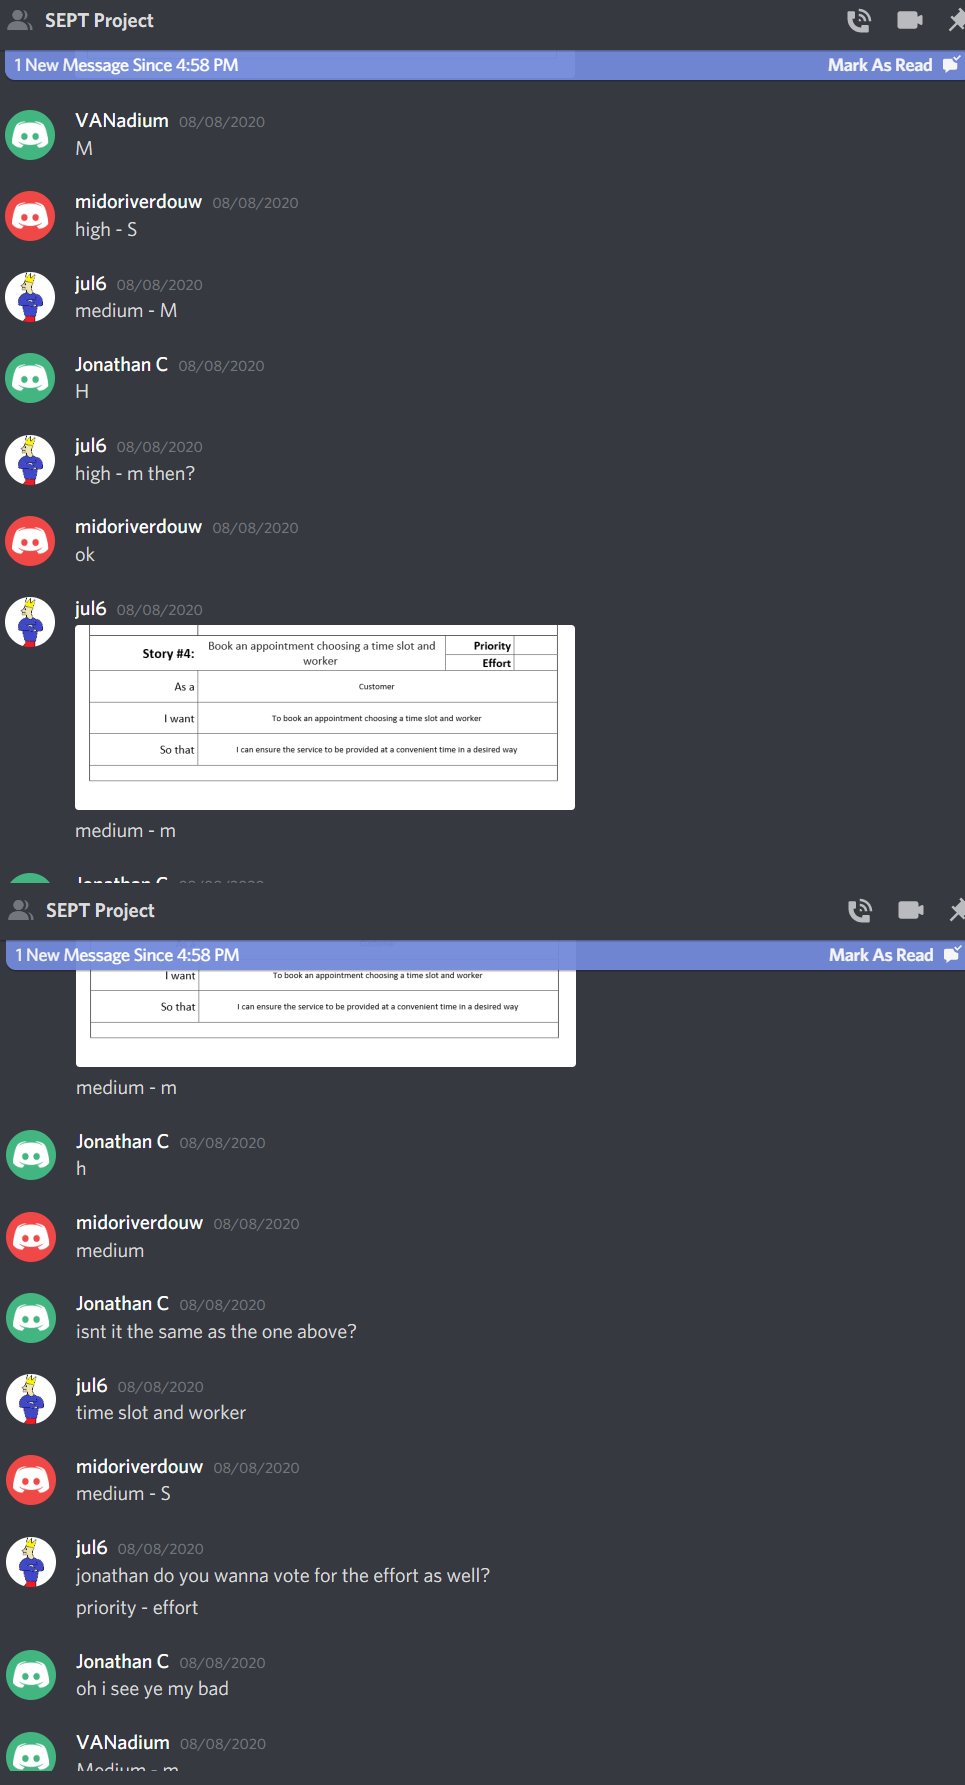 SEPT Project
1 New Message Since 4:58 PM
Mark As Read
VANadium 08/08/2020
M
midoriverdouw 08/08/2020
high - S
jul6 08/08/2020
medium - M
Jonathan C 08/08/2020
H
jul6 08/08/2020
high - m then?
midoriverdouw 08/08/2020
ok
jul6 08/08/2020
Story #4:
Book an appointment choosing a time slot and
worker
Priority
Effort
As a
Customer
I want
To book an appointment choosing a time slot and worker
So that
I can ensure the service to be provided at a convenient time in a desired way
medium - m
Jonathan C 08/08/2020
SEPT Project
1 New Message Since 4:58 PM
Mark As Read
I want
To book an appointment choosing a time slot and worker
So that
I can ensure the service to be provided at a convenient time in a desired way
medium - m
Jonathan C 08/08/2020
h
midoriverdouw 08/08/2020
medium
Jonathan C 08/08/2020
isnt it the same as the one above?
jul6 08/08/2020
time slot and worker
midoriverdouw 08/08/2020
medium - S
jul6 08/08/2020
jonathan do you wanna vote for the effort as well?
priority - effort
Jonathan C 08/08/2020
oh i see ye my bad
VANadium 08/08/2020
Medium - m